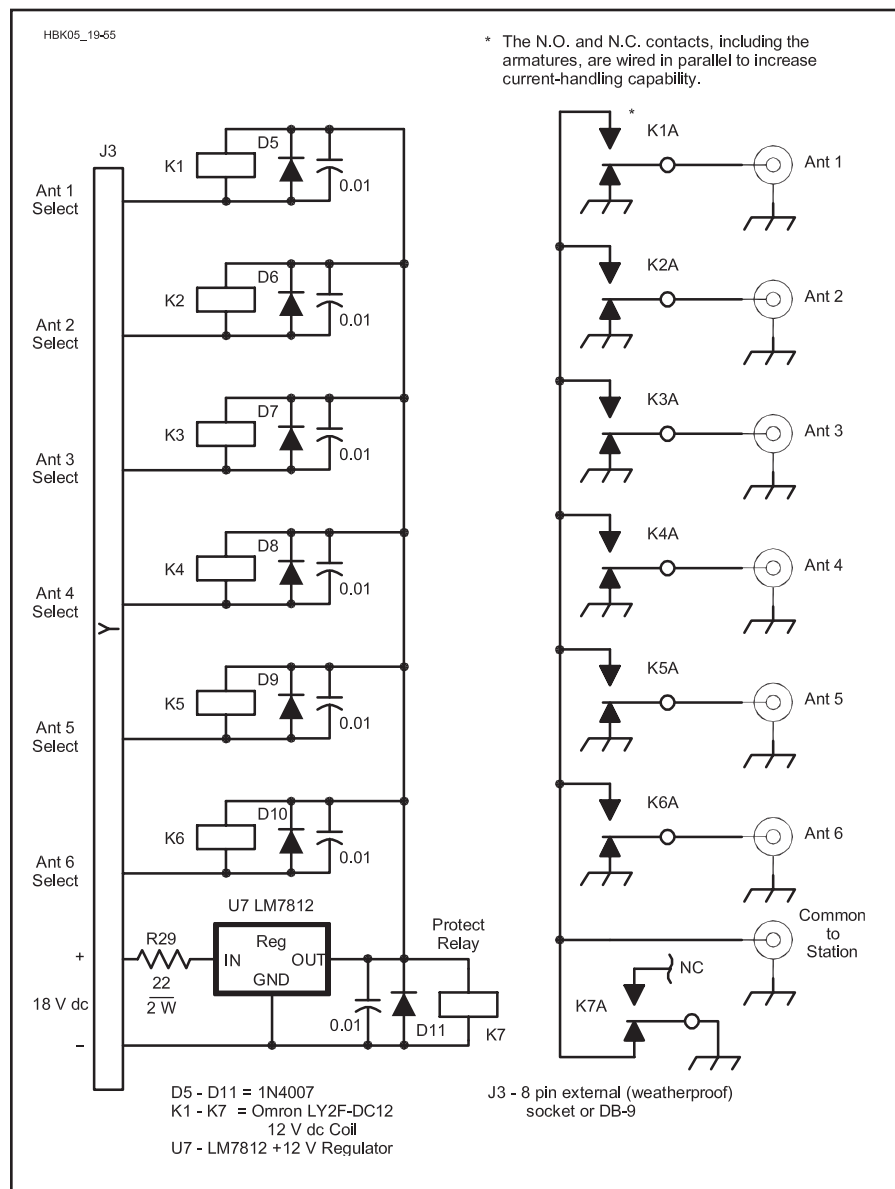 HBK05_19-55
* The N.O. and N.C. contacts, including the
armatures, are wired in parallel to increase
current-handling capability.
J3
Ant 1
Select
K1
D5
0.01
*
K1A
Ant 1
Ant 2
Select
K2
D6
0.01
K2A
Ant 2
Ant 3
Select
K3
D7
0.01
K3A
Ant 3
Ant 4
Select
K4
D8
0.01
K4A
Ant 4
Y
Ant 5
Select
K5
D9
0.01
K5A
Ant 5
Ant 6
Select
K6
D10
0.01
K6A
Ant 6
U7 LM7812
+
R29
22
2 W
18 V dc
–
Reg
IN
OUT
GND
0.01
D11
Protect
Relay
K7
Common
to
Station
NC
K7A
D5 - D11 = 1N4007
K1 - K7 = Omron LY2F-DC12
12 V dc Coil
U7 - LM7812 +12 V Regulator
J3 - 8 pin external (weatherproof)
socket or DB-9